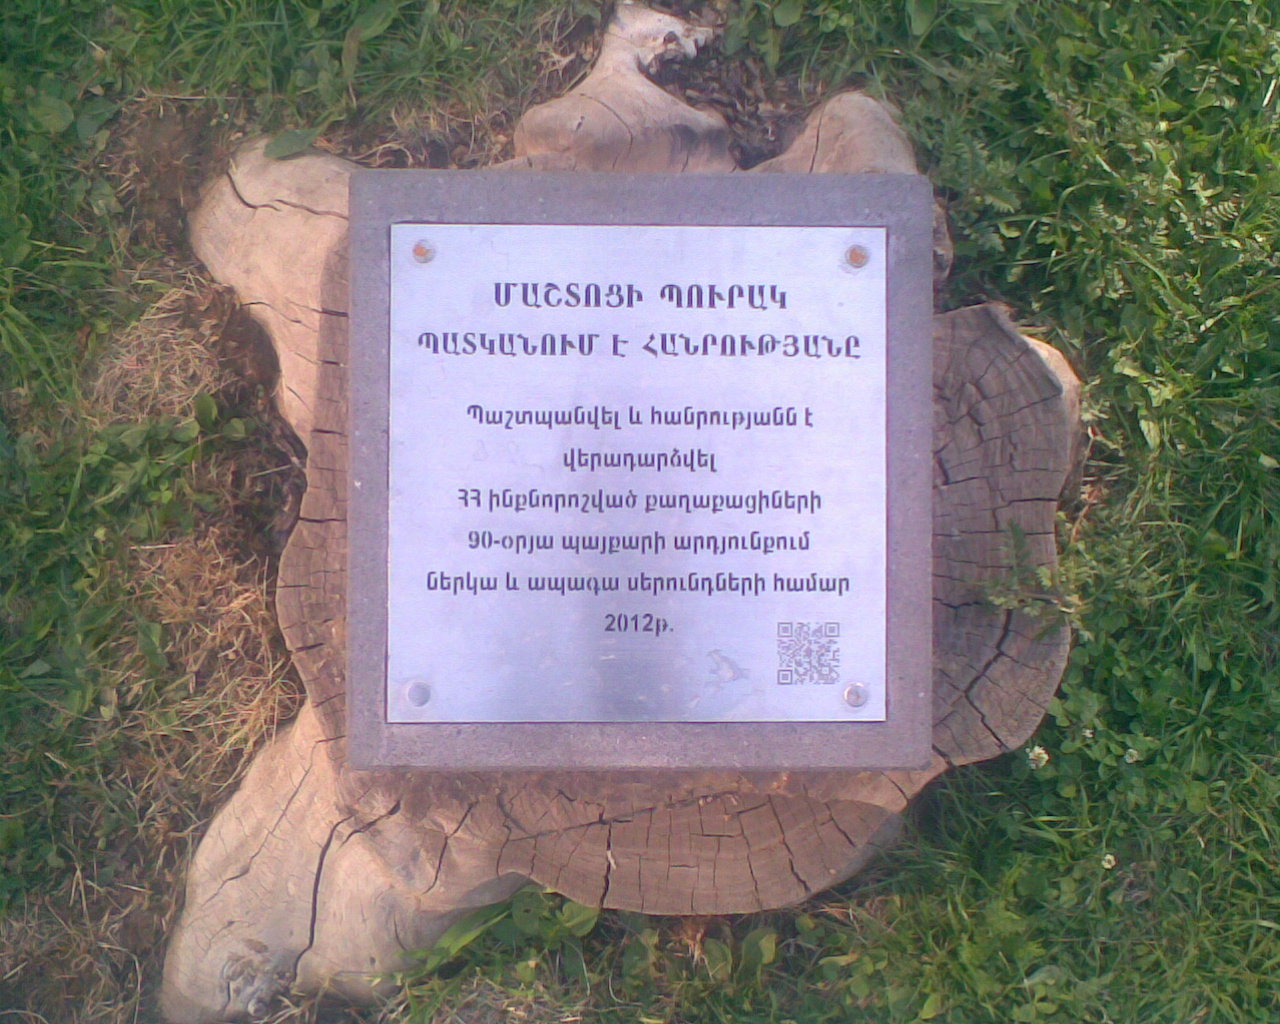 ՄԱՇՏՈՑԻ ՊՈՒՐԱԿ
ՊԱՏԿԱՆՈՒՄ Է ՀԱՆՐՈՒԹՅԱՆԸ
Պաշտպանվել և հանրությանն է
վերադարձվել
ՀՀ ինքնորոշված քաղաքացիների
90-օրյա պայքարի արդյունքում
ներկա և ապագա սերունդների համար
2012թ.